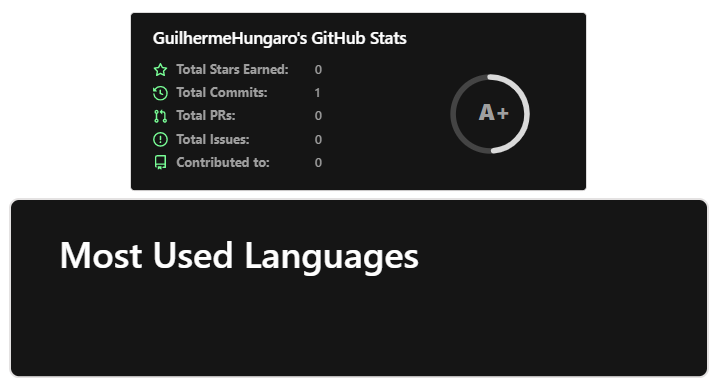 GuilhermeHungaro's GitHub Stats
Total Stars Earned: 0
Total Commits: 1
Total PRs: 0
Total Issues: 0
Contributed to: 0
A+
Most Used Languages